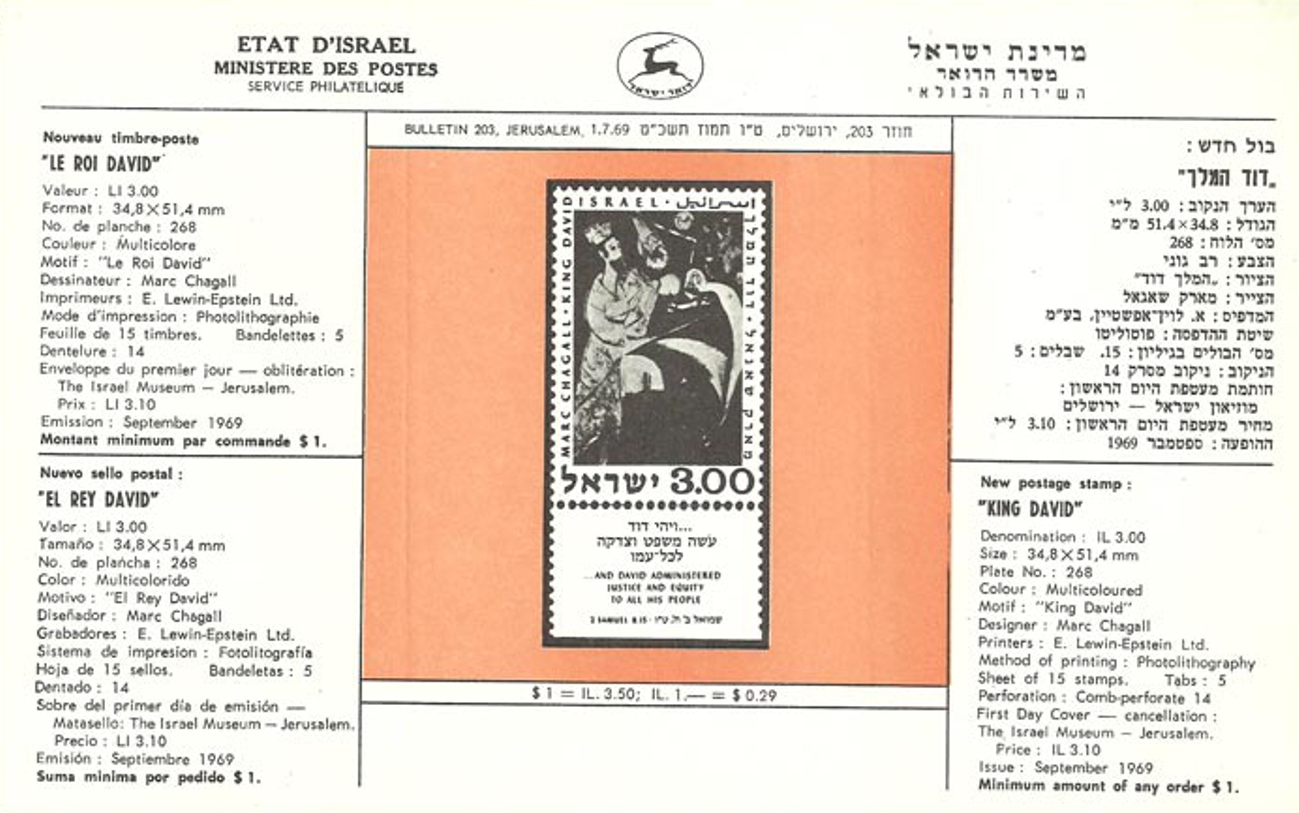 ETAT D'ISRAEL
MINISTERE DES POSTES
SERVICE PHILATELIQUE
דואר ישראל
מדינת ישראל
משרד הדואר
השירות הבולאי
BULLETIN 203, JERUSALEM, 1.7.69 חוזר 203, ירושלים, ט"ו תמוז תשכ"ט
Nouveau timbre-poste
"LE ROI DAVID"
Valeur : LI 3.00
Format : 34,8 × 51,4 mm
No. de planche : 268
Couleur : Multicolore
Motif : "Le Roi David"
Dessinateur : Marc Chagall
Imprimeurs : E. Lewin-Epstein Ltd.
Mode d'impression : Photolithographie
Feuille de 15 timbres. Bandelettes : 5
Dentelure : 14
Enveloppe du premier jour — oblitération :
The Israel Museum — Jerusalem.
Prix : LI 3.10
Emission : September 1969
Montant minimum par commande $ 1.
Nuevo sello postal :
"EL REY DAVID"
Valor : LI 3.00
Tamaño : 34,8 × 51,4 mm
No. de plancha : 268
Color : Multicolorido
Motivo : "El Rey David"
Diseñador : Marc Chagall
Grabadores : E. Lewin-Epstein Ltd.
Sistema de impresion : Fotolitografía
Hoja de 15 sellos. Bandeletas : 5
Dentado : 14
Sobre del primer día de emisión —
Matasello: The Israel Museum — Jerusalem.
Precio : LI 3.10
Emisión : Septiembre 1969
Suma minima por pedido $ 1.
ISRAEL · اسرائيل
MARC CHAGALL · KING DAVID
דוד המלך · מארק שאגאל
ישראל 3.00
...ויהי דוד
עשה משפט וצדקה
לכל־עמו
...AND DAVID ADMINISTERED
JUSTICE AND EQUITY
TO ALL HIS PEOPLE
2 SAMUEL 8.15 · שמואל ב' ח', ט"ו
$ 1 = IL. 3.50; IL. 1.— = $ 0.29
בול חדש :
„דוד המלך"
הערך הנקוב : 3.00 ל"י
הגודל : 34.8×51.4 מ"מ
מס' הלוח : 268
הצבע : רב גוני
הציור : „המלך דוד"
הצייר : מארק שאגאל
המדפיס : א. לוין־אפשטיין, בע"מ
שיטת ההדפסה : פוטוליטו
מס' הבולים בגיליון : 15. שבלים : 5
הניקוב : ניקוב מסרק 14
חותמת מעטפת היום הראשון :
מוזיאון ישראל — ירושלים
מחיר מעטפת היום הראשון : 3.10 ל"י
ההופעה : ספטמבר 1969
New postage stamp :
"KING DAVID"
Denomination : IL 3.00
Size : 34,8 × 51,4 mm
Plate No. : 268
Colour : Multicoloured
Motif : "King David"
Designer : Marc Chagall
Printers : E. Lewin-Epstein Ltd.
Method of printing : Photolithography
Sheet of 15 stamps. Tabs : 5
Perforation : Comb-perforate 14
First Day Cover — cancellation :
The Israel Museum — Jerusalem.
Price : IL 3.10
Issue : September 1969
Minimum amount of any order $ 1.